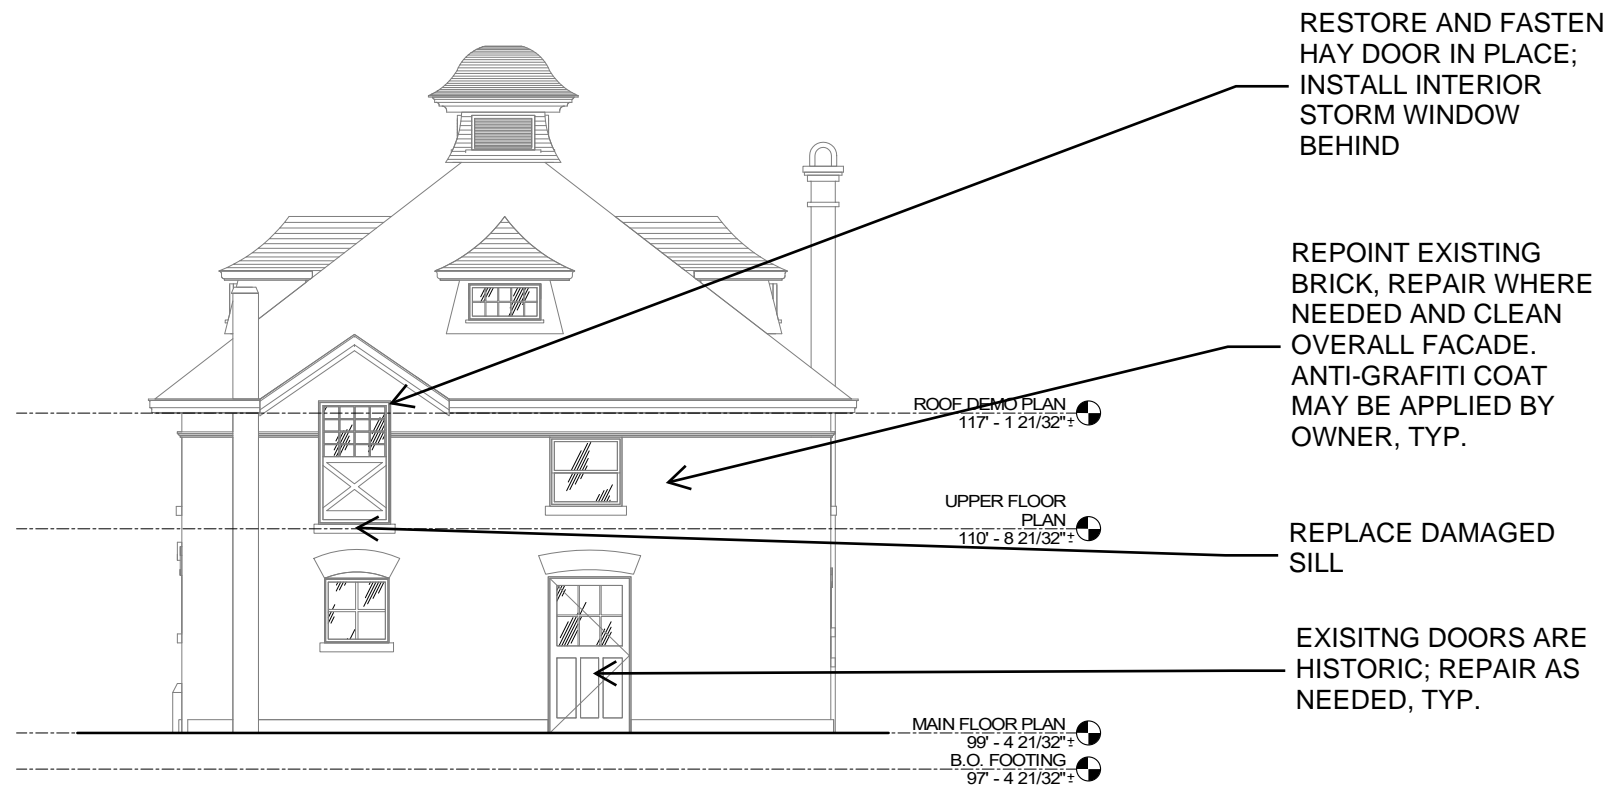 RESTORE AND FASTEN
HAY DOOR IN PLACE;
INSTALL INTERIOR
STORM WINDOW
BEHIND
REPOINT EXISTING
BRICK, REPAIR WHERE
NEEDED AND CLEAN
OVERALL FACADE.
ANTI-GRAFITI COAT
MAY BE APPLIED BY
OWNER, TYP.
ROOF DEMO PLAN
117' - 1 21/32"±
UPPER FLOOR
PLAN
110' - 8 21/32"±
REPLACE DAMAGED
SILL
EXISITNG DOORS ARE
HISTORIC; REPAIR AS
NEEDED, TYP.
MAIN FLOOR PLAN
99' - 4 21/32"±
B.O. FOOTING
97' - 4 21/32"±